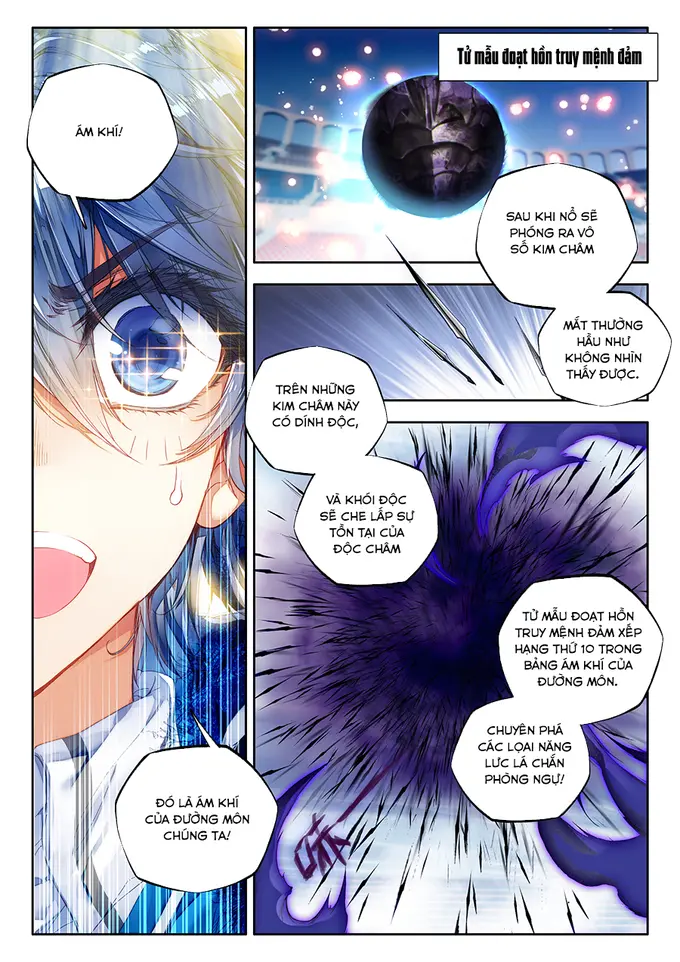 ÁM KHÍ!
TỬ MẪU ĐOẠT HỒN TRUY MỆNH ĐẢM
SAU KHI NỔ SẼ
PHÓNG RA VÔ
SỐ KIM CHÂM
MẮT THƯỜNG
HẦU NHƯ
KHÔNG NHÌN
THẤY ĐƯỢC.
TRÊN NHỮNG
KIM CHÂM NÀY
CÓ DÍNH ĐỘC,
VÀ KHÓI ĐỘC
SẼ CHE LẤP SỰ
TỒN TẠI CỦA
ĐỘC CHÂM
TỬ MẪU ĐOẠT HỒN
TRUY MỆNH ĐẢM XẾP
HẠNG THỨ 10 TRONG
BẢNG ÁM KHÍ CỦA
ĐƯỜNG MÔN.
CHUYÊN PHÁ
CÁC LOẠI NĂNG
LỰC LÁ CHẮN
PHÒNG NGỰ!
ĐÓ LÀ ÁM KHÍ
CỦA ĐƯỜNG MÔN
CHÚNG TA!